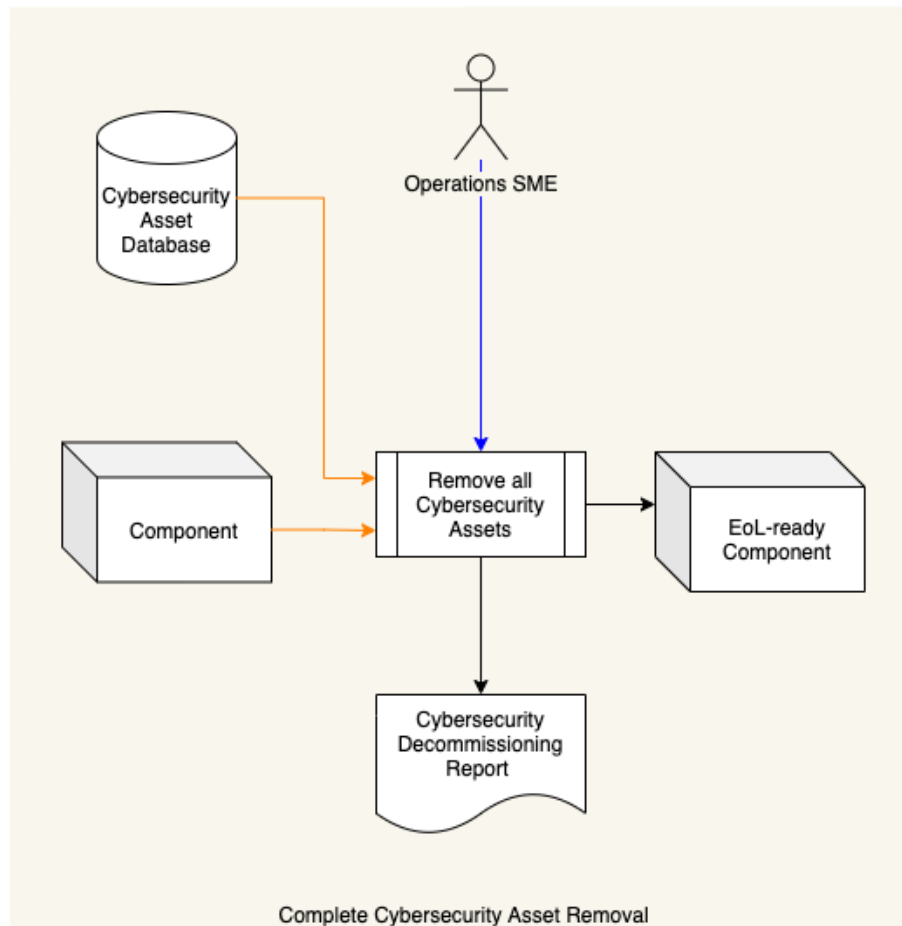 Operations SME
Cybersecurity
Asset
Database
Remove all
Cybersecurity
Assets
Component
EoL-ready
Component
Cybersecurity
Decommissioning
Report
Complete Cybersecurity Asset Removal